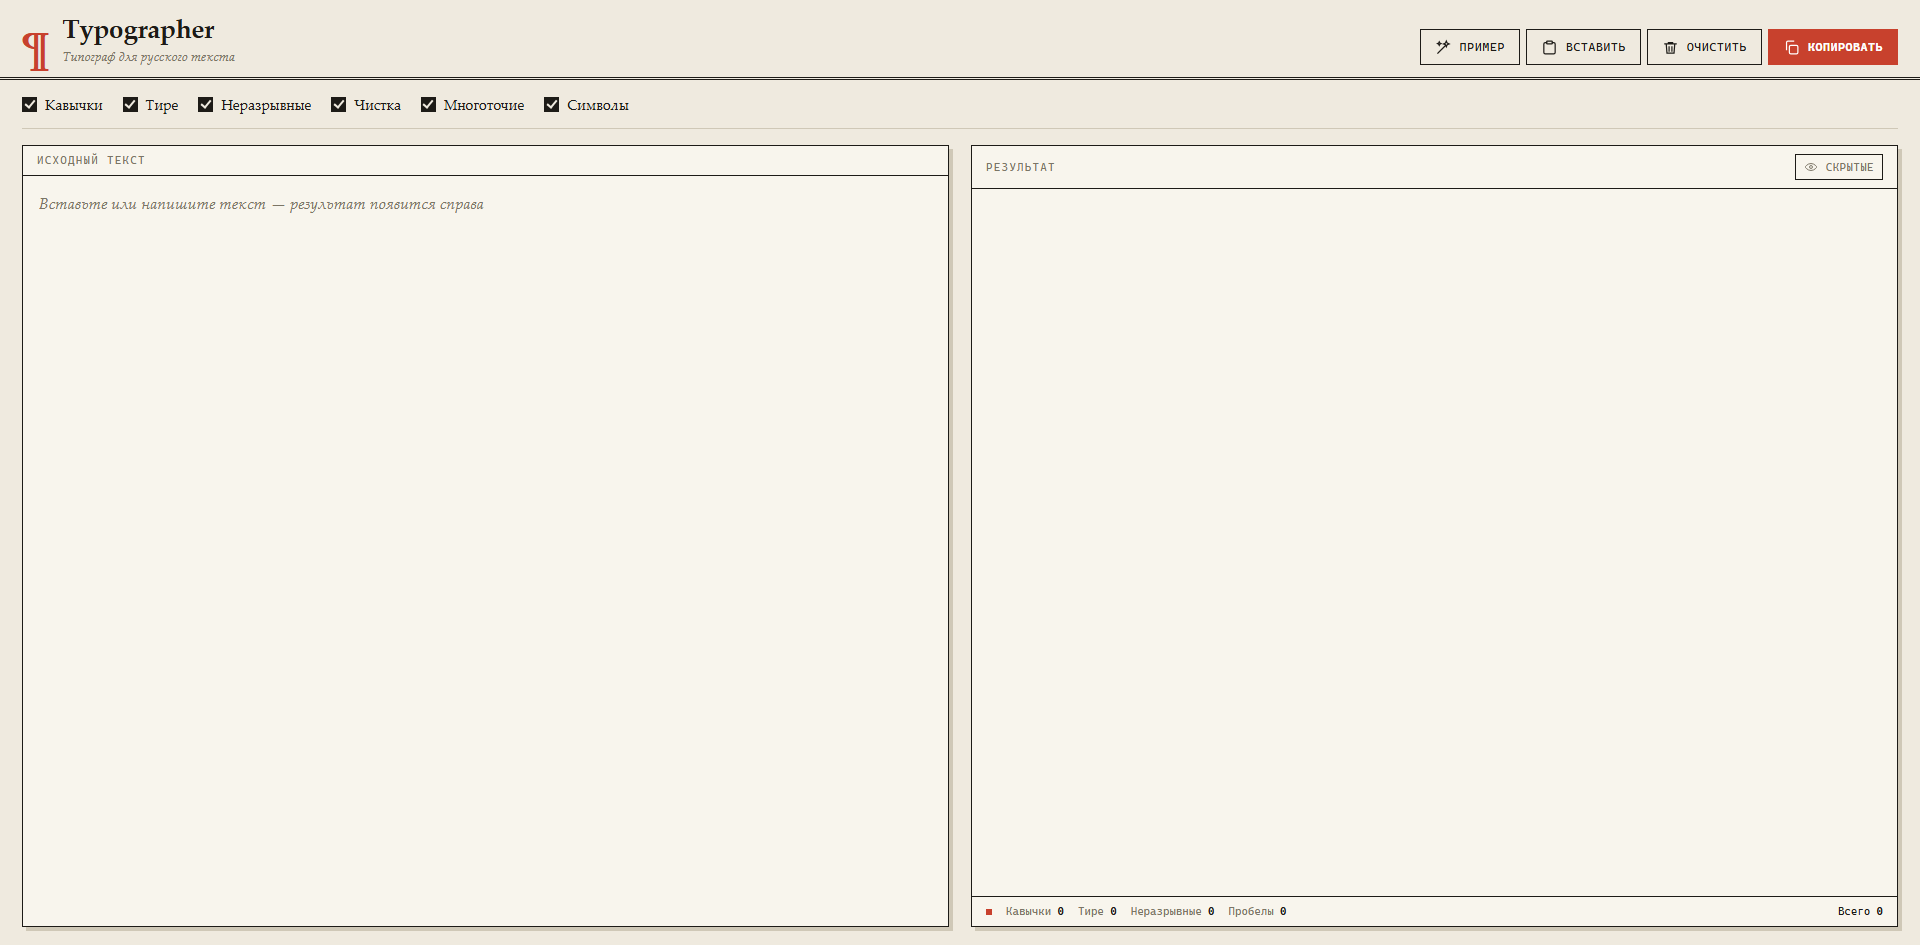 ¶ Typographer
Типограф для русского текста
ПРИМЕР
ВСТАВИТЬ
ОЧИСТИТЬ
КОПИРОВАТЬ
Кавычки Тире Неразрывные Чистка Многоточие Символы
ИСХОДНЫЙ ТЕКСТ
Вставьте или напишите текст — результат появится справа
РЕЗУЛЬТАТ
СКРЫТЫЕ
Кавычки 0 Тире 0 Неразрывные 0 Пробелы 0
Всего 0